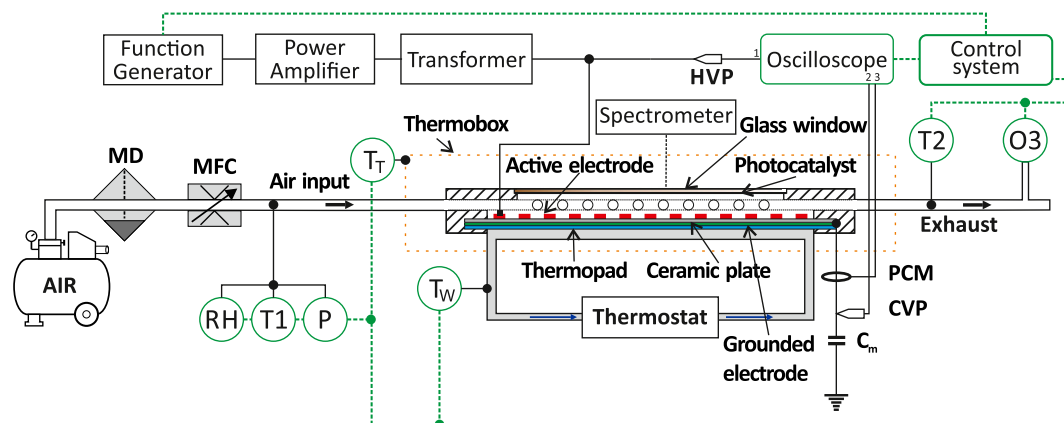 Function
Generator
Power
Amplifier
Transformer
HVP
1
Oscilloscope
2 3
Control
system
Spectrometer
Glass window
Thermobox
T_T
Active electrode
Photocatalyst
T2
O3
MD
MFC
Air input
Exhaust
AIR
RH
T1
P
T_W
Thermopad
Ceramic plate
Thermostat
Grounded
electrode
PCM
CVP
C_m